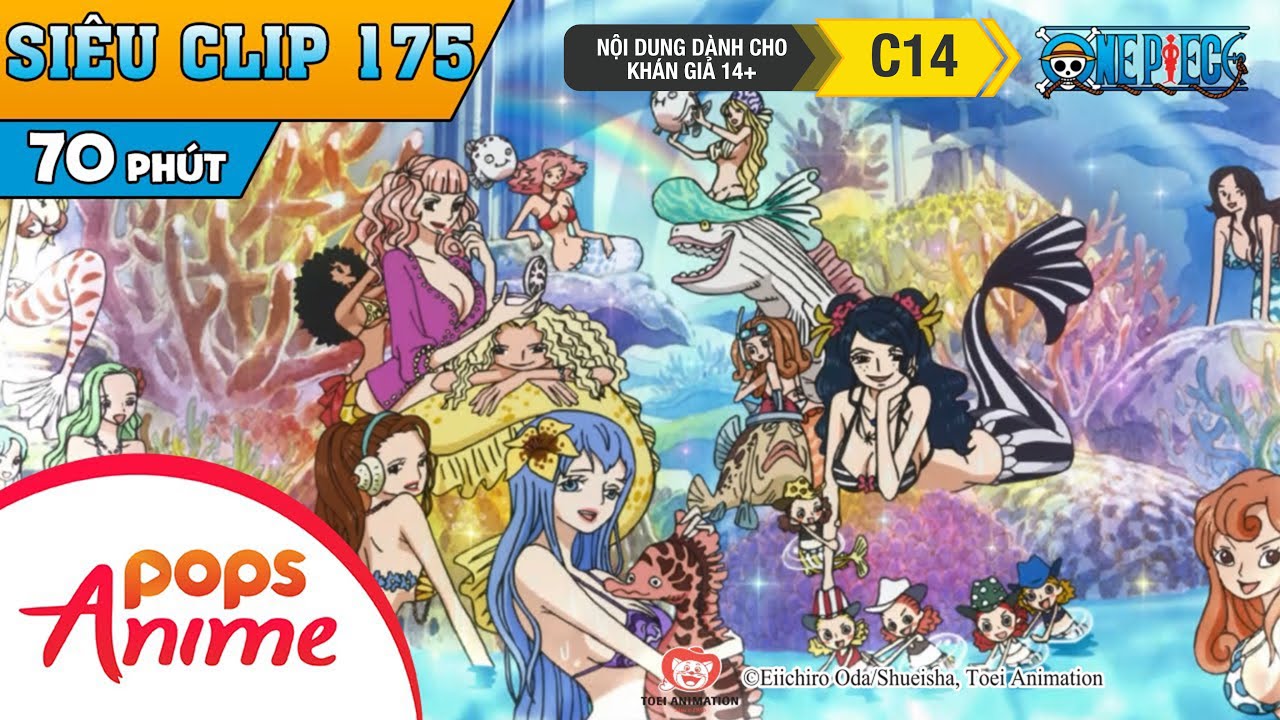 SIÊU CLIP 175
70 PHÚT
NỘI DUNG DÀNH CHO
KHÁN GIẢ 14+
C14
ONE PIECE
pops
Anime
TOEI ANIMATION
©Eiichiro Oda/Shueisha, Toei Animation